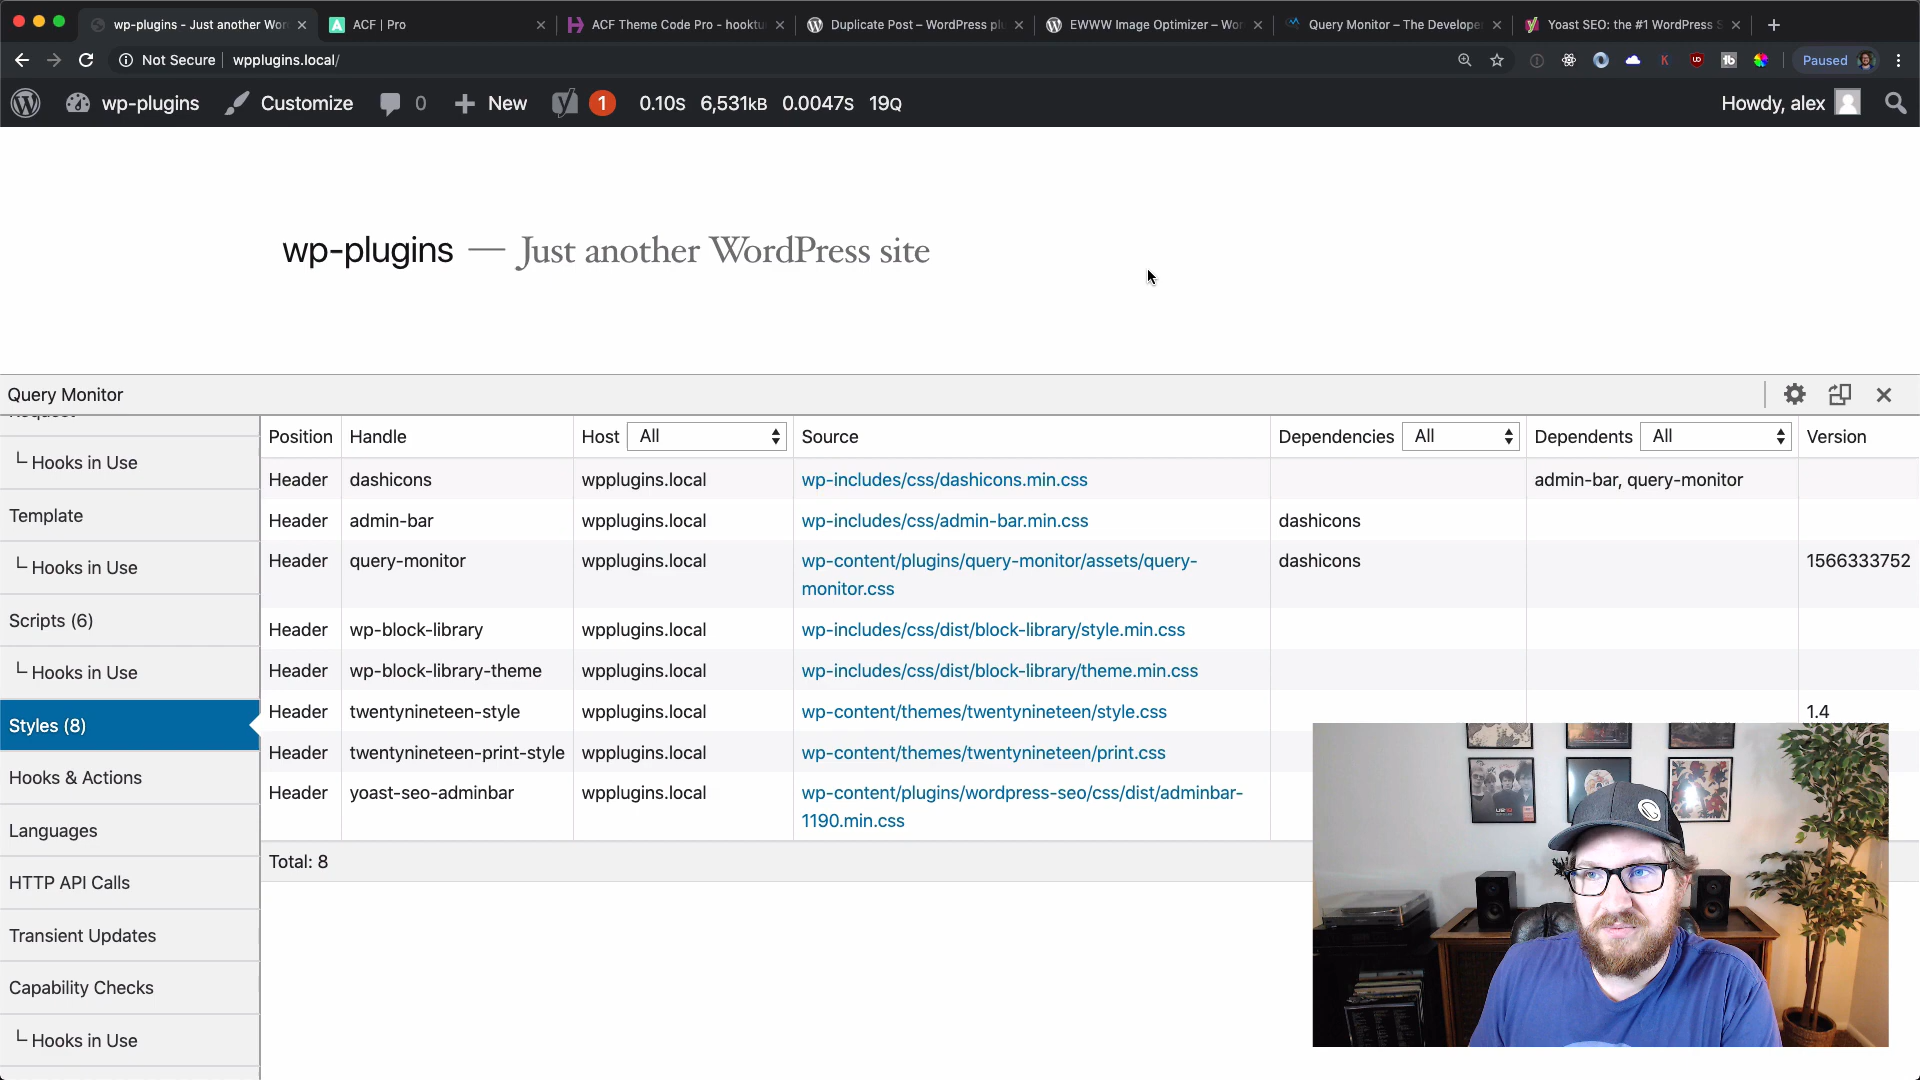 wp-plugins - Just another Wor
ACF | Pro
ACF Theme Code Pro - hooktu
Duplicate Post – WordPress plu
EWWW Image Optimizer – Wor
Query Monitor – The Developer
Yoast SEO: the #1 WordPress S
Not Secure
wpplugins.local/
Paused
wp-plugins
Customize
0
New
1
0.10S 6,531kB 0.0047S 19Q
Howdy, alex
wp-plugins — Just another WordPress site
Query Monitor
Request
Hooks in Use
Template
Hooks in Use
Scripts (6)
Hooks in Use
Styles (8)
Hooks & Actions
Languages
HTTP API Calls
Transient Updates
Capability Checks
Hooks in Use
Position Handle Host All Source Dependencies All Dependents All Version
Header dashicons wpplugins.local wp-includes/css/dashicons.min.css admin-bar, query-monitor
Header admin-bar wpplugins.local wp-includes/css/admin-bar.min.css dashicons
Header query-monitor wpplugins.local wp-content/plugins/query-monitor/assets/query- dashicons 1566333752
monitor.css
Header wp-block-library wpplugins.local wp-includes/css/dist/block-library/style.min.css
Header wp-block-library-theme wpplugins.local wp-includes/css/dist/block-library/theme.min.css
Header twentynineteen-style wpplugins.local wp-content/themes/twentynineteen/style.css 1.4
Header twentynineteen-print-style wpplugins.local wp-content/themes/twentynineteen/print.css
Header yoast-seo-adminbar wpplugins.local wp-content/plugins/wordpress-seo/css/dist/adminbar-
1190.min.css
Total: 8